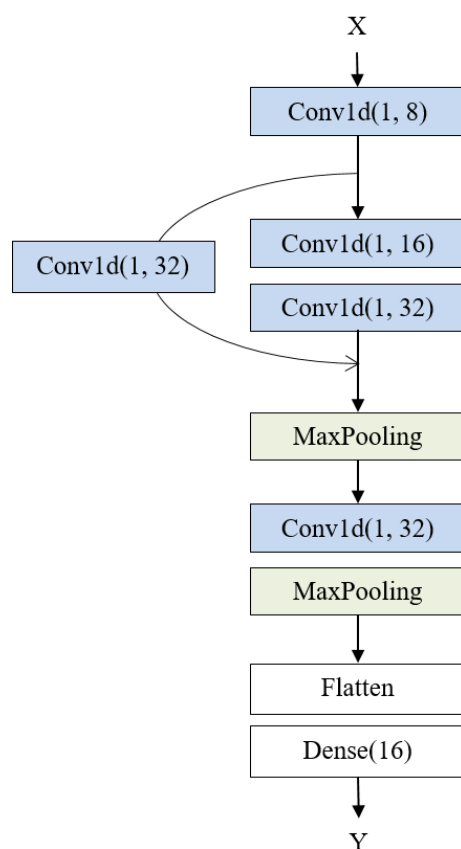 X
Conv1d(1, 8)
Conv1d(1, 16)
Conv1d(1, 32)
Conv1d(1, 32)
MaxPooling
Conv1d(1, 32)
MaxPooling
Flatten
Dense(16)
Y